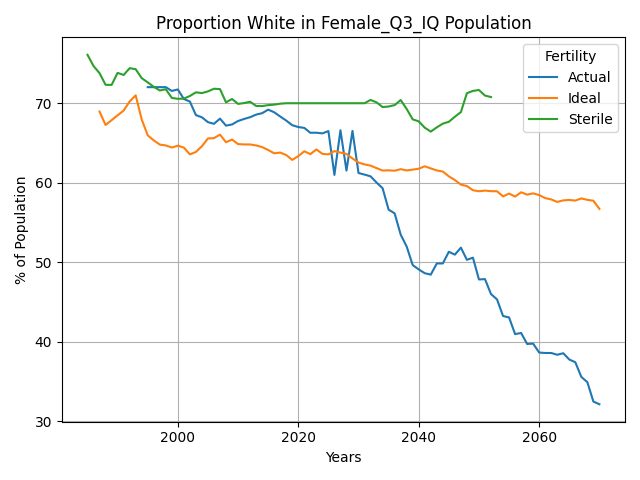 Proportion White in Female_Q3_IQ Population
Fertility
Actual
Ideal
Sterile
% of Population
70
60
50
40
30
2000
2020
2040
2060
Years